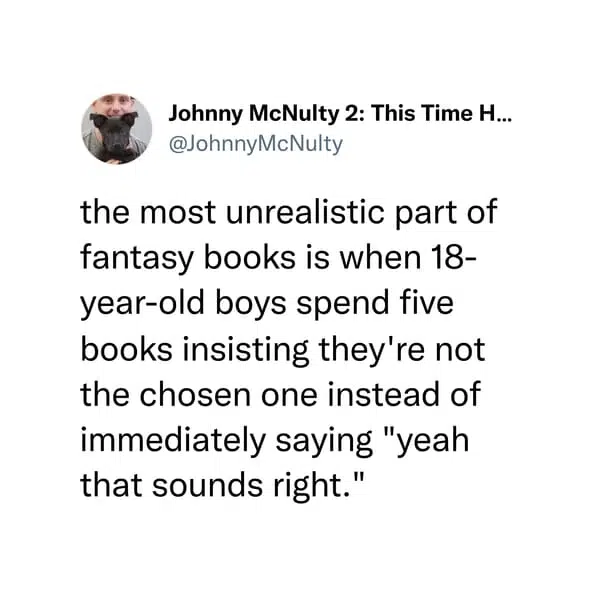 Johnny McNulty 2: This Time H...
@JohnnyMcNulty
the most unrealistic part of
fantasy books is when 18-
year-old boys spend five
books insisting they're not
the chosen one instead of
immediately saying "yeah
that sounds right."